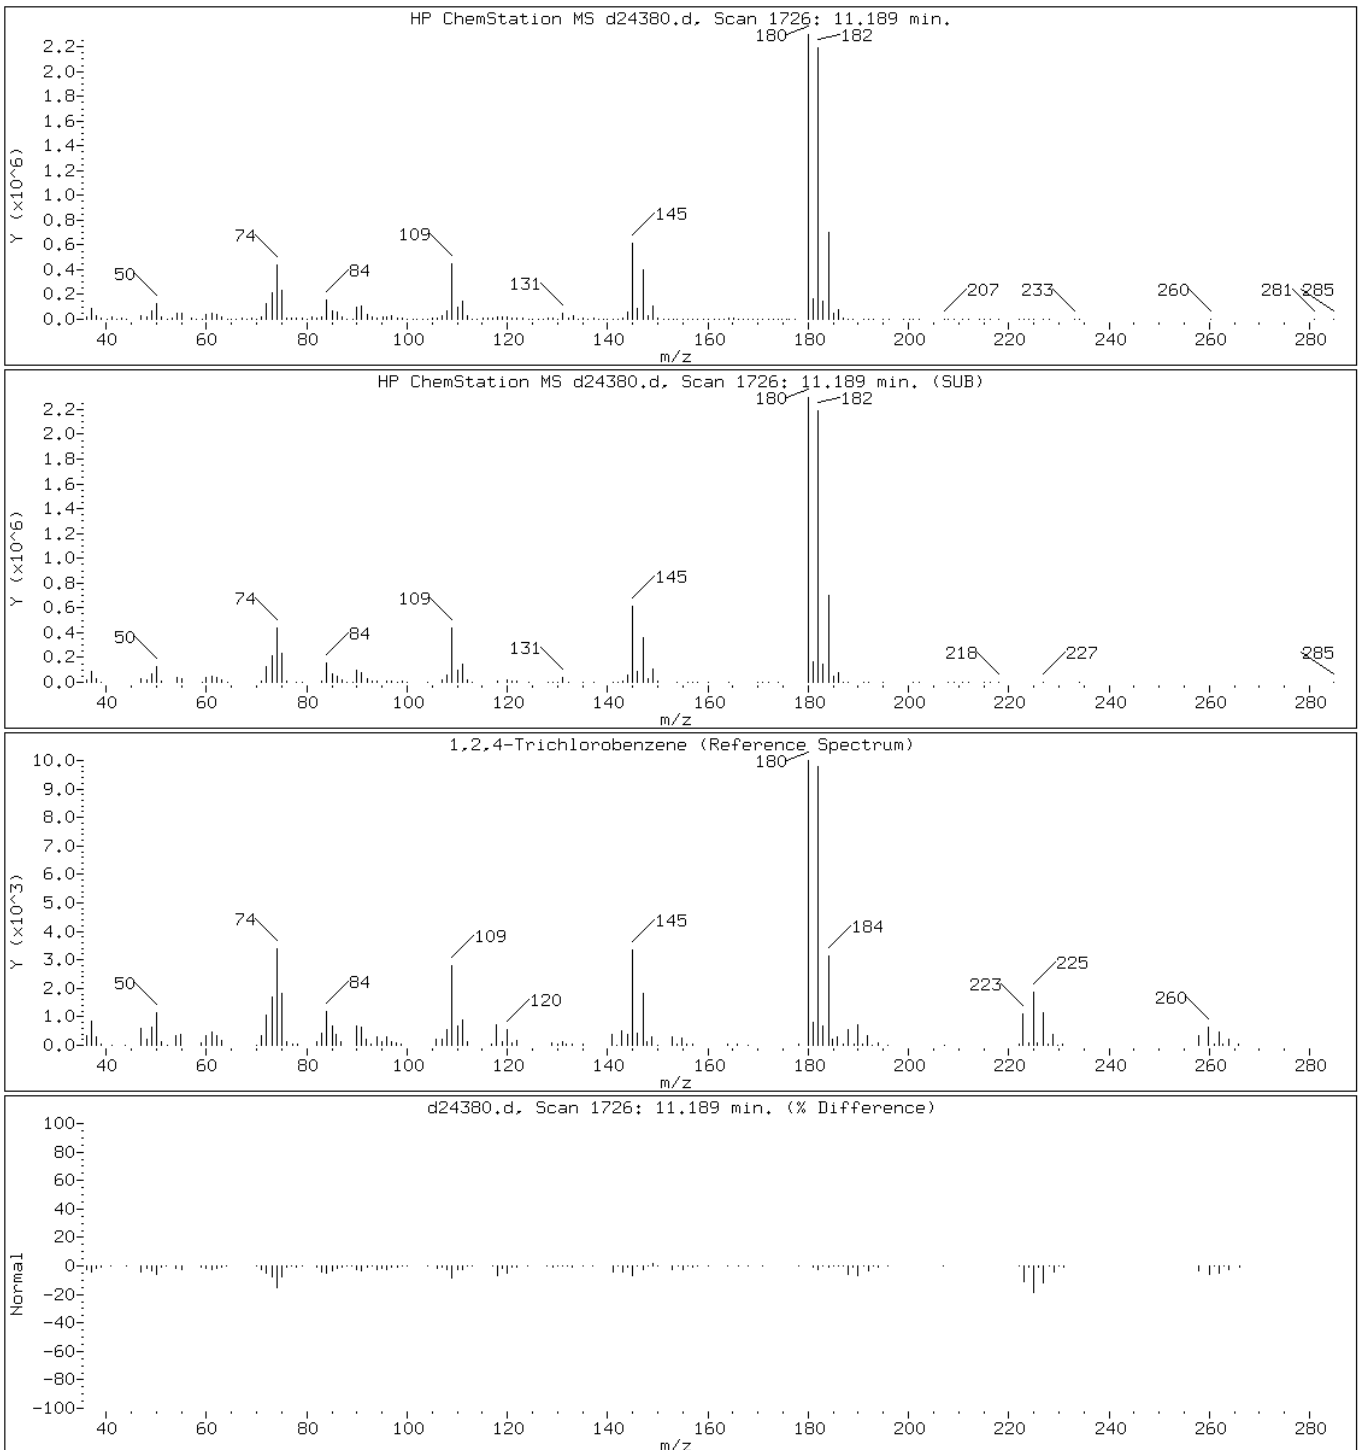 HP ChemStation MS d24380.d, Scan 1726: 11.189 min.
180 182
2.2
2.0
1.8
1.6
1.4
1.2
1.0
0.8
0.6
0.4
0.2
0.0
Y (x10^6)
50 74 84 109 131 145 207 233 260 281 285
40 60 80 100 120 140 160 180 200 220 240 260 280
m/z
HP ChemStation MS d24380.d, Scan 1726: 11.189 min. (SUB)
180 182
2.2
2.0
1.8
1.6
1.4
1.2
1.0
0.8
0.6
0.4
0.2
0.0
Y (x10^6)
50 74 84 109 131 145 218 227 285
40 60 80 100 120 140 160 180 200 220 240 260 280
m/z
1,2,4-Trichlorobenzene (Reference Spectrum)
180
10.0
9.0
8.0
7.0
6.0
5.0
4.0
3.0
2.0
1.0
0.0
Y (x10^3)
50 74 84 109 120 145 184 223 225 260
40 60 80 100 120 140 160 180 200 220 240 260 280
m/z
d24380.d, Scan 1726: 11.189 min. (% Difference)
100
80
60
40
20
0
-20
-40
-60
-80
-100
Normal
40 60 80 100 120 140 160 180 200 220 240 260 280
m/z